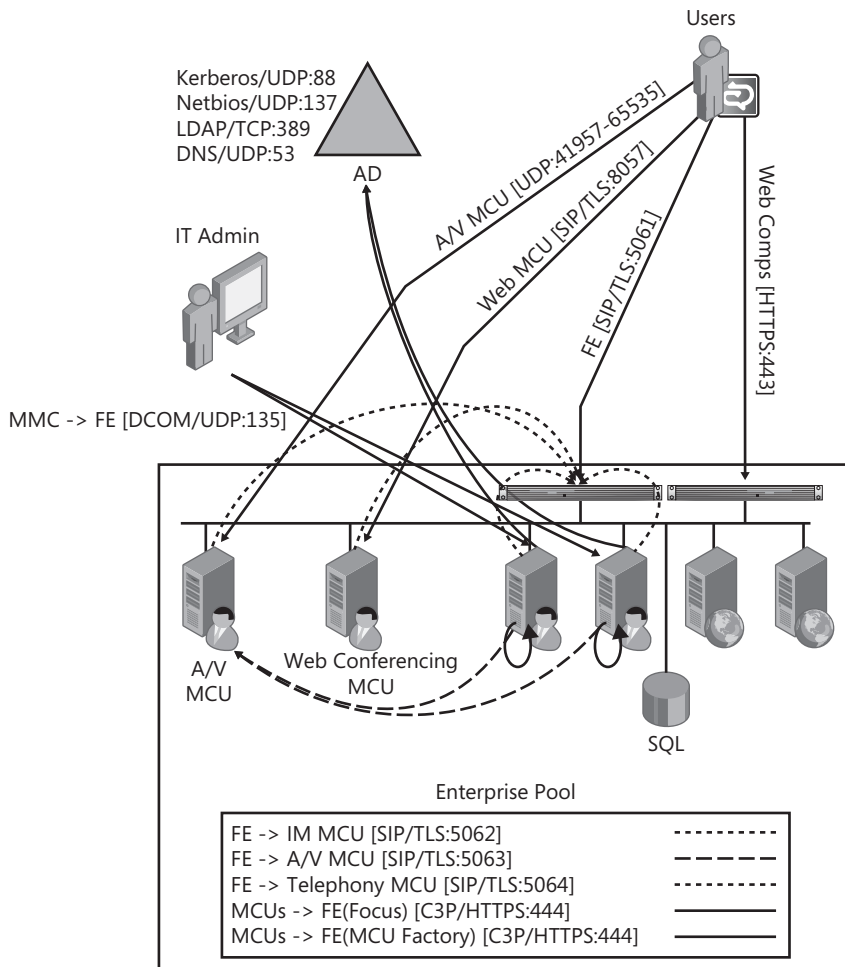 Users
Kerberos/UDP:88
Netbios/UDP:137
LDAP/TCP:389
DNS/UDP:53
AD
A/V MCU [UDP:41957-65535]
Web MCU [SIP/TLS:8057]
FE [SIP/TLS:5061]
Web Comps [HTTPS:443]
IT Admin
MMC -> FE [DCOM/UDP:135]
A/V
MCU
Web Conferencing
MCU
SQL
Enterprise Pool
FE -> IM MCU [SIP/TLS:5062]
FE -> A/V MCU [SIP/TLS:5063]
FE -> Telephony MCU [SIP/TLS:5064]
MCUs -> FE(Focus) [C3P/HTTPS:444]
MCUs -> FE(MCU Factory) [C3P/HTTPS:444]